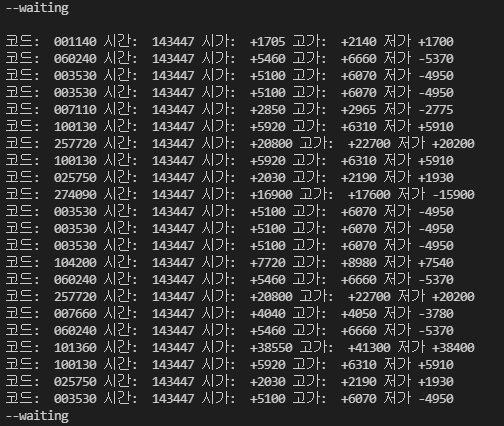 --waiting
코드:  001140 시간:  143447 시가:  +1705 고가:  +2140 저가 +1700
코드:  060240 시간:  143447 시가:  +5460 고가:  +6660 저가 -5370
코드:  003530 시간:  143447 시가:  +5100 고가:  +6070 저가 -4950
코드:  003530 시간:  143447 시가:  +5100 고가:  +6070 저가 -4950
코드:  007110 시간:  143447 시가:  +2850 고가:  +2965 저가 -2775
코드:  100130 시간:  143447 시가:  +5920 고가:  +6310 저가 +5910
코드:  257720 시간:  143447 시가:  +20800 고가:  +22700 저가 +20200
코드:  100130 시간:  143447 시가:  +5920 고가:  +6310 저가 +5910
코드:  025750 시간:  143447 시가:  +2030 고가:  +2190 저가 +1930
코드:  274090 시간:  143447 시가:  +16900 고가:  +17600 저가 -15900
코드:  003530 시간:  143447 시가:  +5100 고가:  +6070 저가 -4950
코드:  003530 시간:  143447 시가:  +5100 고가:  +6070 저가 -4950
코드:  003530 시간:  143447 시가:  +5100 고가:  +6070 저가 -4950
코드:  104200 시간:  143447 시가:  +7720 고가:  +8980 저가 +7540
코드:  060240 시간:  143447 시가:  +5460 고가:  +6660 저가 -5370
코드:  257720 시간:  143447 시가:  +20800 고가:  +22700 저가 +20200
코드:  007660 시간:  143447 시가:  +4040 고가:  +4050 저가 -3780
코드:  060240 시간:  143447 시가:  +5460 고가:  +6660 저가 -5370
코드:  101360 시간:  143447 시가:  +38550 고가:  +41300 저가 +38400
코드:  100130 시간:  143447 시가:  +5920 고가:  +6310 저가 +5910
코드:  025750 시간:  143447 시가:  +2030 고가:  +2190 저가 +1930
코드:  003530 시간:  143447 시가:  +5100 고가:  +6070 저가 -4950
--waiting